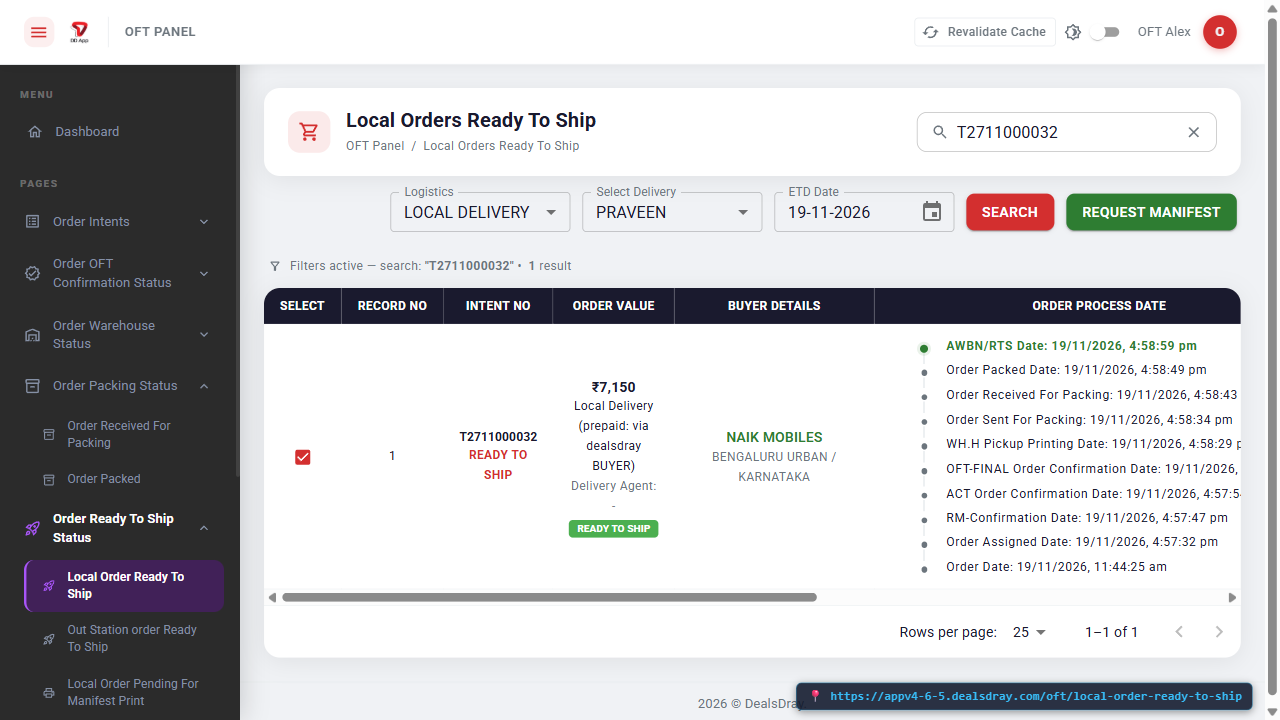 DD App
OFT PANEL
Revalidate Cache
OFT Alex
O
MENU
Dashboard
PAGES
Order Intents
Order OFT
Confirmation Status
Order Warehouse
Status
Order Packing Status
Order Received For
Packing
Order Packed
Order Ready To Ship
Status
Local Order Ready To
Ship
Out Station order Ready
To Ship
Local Order Pending For
Manifest Print
Local Orders Ready To Ship
OFT Panel / Local Orders Ready To Ship
T2711000032
Logistics
LOCAL DELIVERY
Select Delivery
PRAVEEN
ETD Date
19-11-2026
SEARCH
REQUEST MANIFEST
Filters active — search: "T2711000032" • 1 result
SELECT RECORD NO INTENT NO ORDER VALUE BUYER DETAILS ORDER PROCESS DATE
1
T2711000032
READY TO
SHIP
₹7,150
Local Delivery
(prepaid: via
dealsdray
BUYER)
Delivery Agent:
-
READY TO SHIP
NAIK MOBILES
BENGALURU URBAN /
KARNATAKA
AWBN/RTS Date: 19/11/2026, 4:58:59 pm
Order Packed Date: 19/11/2026, 4:58:49 pm
Order Received For Packing: 19/11/2026, 4:58:43
Order Sent For Packing: 19/11/2026, 4:58:34 pm
WH.H Pickup Printing Date: 19/11/2026, 4:58:29 p
OFT-FINAL Order Confirmation Date: 19/11/2026,
ACT Order Confirmation Date: 19/11/2026, 4:57:5
RM-Confirmation Date: 19/11/2026, 4:57:47 pm
Order Assigned Date: 19/11/2026, 4:57:32 pm
Order Date: 19/11/2026, 11:44:25 am
Rows per page: 25 1–1 of 1
2026 © DealsDray
https://appv4-6-5.dealsdray.com/oft/local-order-ready-to-ship